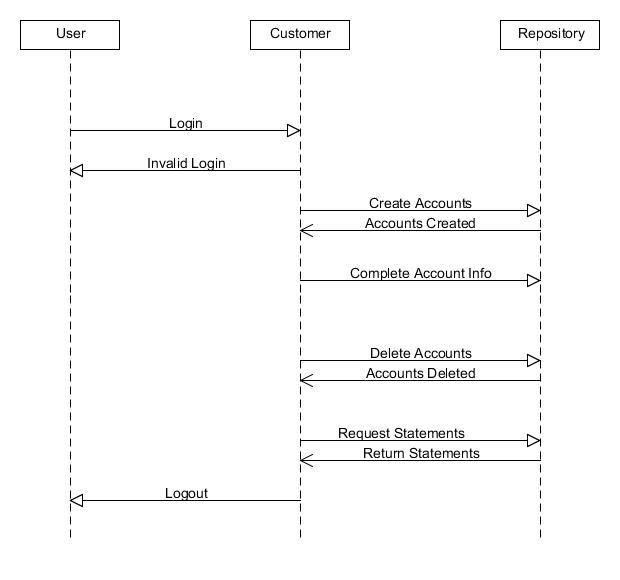 User
Customer
Repository
Login
Invalid Login
Create Accounts
Accounts Created
Complete Account Info
Delete Accounts
Accounts Deleted
Request Statements
Return Statements
Logout